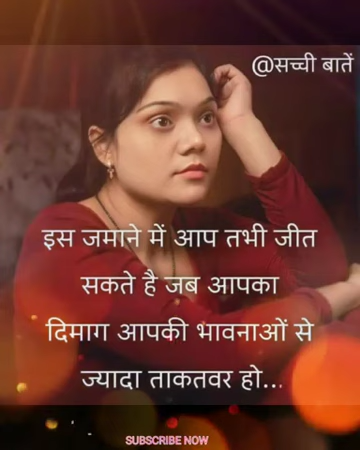 @सच्ची बातें
इस जमाने में आप तभी जीत
सकते है जब आपका
दिमाग आपकी भावनाओं से
ज्यादा ताकतवर हो...
SUBSCRIBE NOW